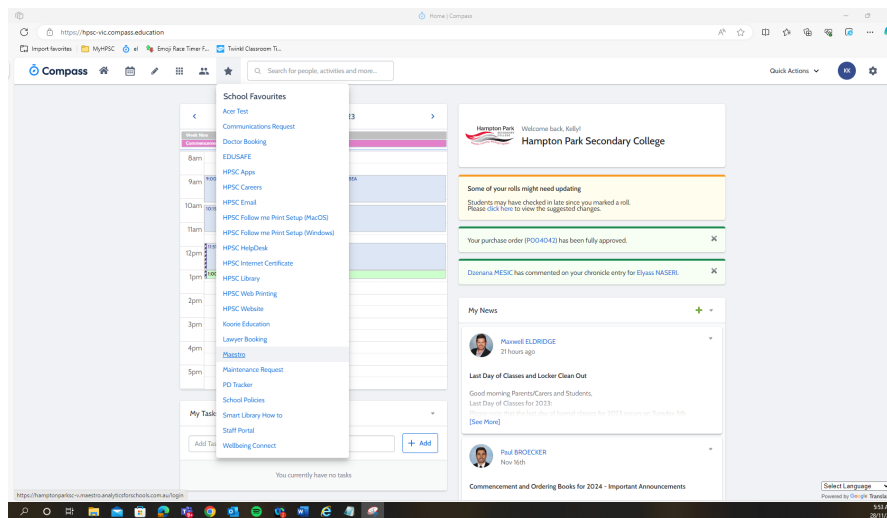 Home | Compass
https://hpsc-vic.compass.education
Import favorites
MyHPSC
el
Emoji Race Timer F...
Twinkl Classroom Ti...
Compass
Search for people, activities and more...
Quick Actions
KK
School Favourites
Acer Test
Communications Request
Doctor Booking
EDUSAFE
HPSC Apps
HPSC Careers
HPSC Email
HPSC Follow me Print Setup (MacOS)
HPSC Follow me Print Setup (Windows)
HPSC HelpDesk
HPSC Internet Certificate
HPSC Library
HPSC Web Printing
HPSC Website
Koorie Education
Lawyer Booking
Maestro
Maintenance Request
PD Tracker
School Policies
Smart Library How to
Staff Portal
Wellbeing Connect
8am
9am
10am
11am
12pm
1pm
2pm
3pm
4pm
5pm
My Task
Add Tas
+ Add
You currently have no tasks
Hampton Park
Welcome back, Kelly!
Hampton Park Secondary College
Some of your rolls might need updating
Students may have checked in late since you marked a roll.
Please click here to view the suggested changes.
Your purchase order (PO04042) has been fully approved.
Dzenana MESIC has commented on your chronicle entry for Elyass NASERI.
My News
Maxwell ELDRIDGE
21 hours ago
Last Day of Classes and Locker Clean Out
Good morning Parents/Carers and Students,
Last Day of Classes for 2023:
[See More]
Paul BROECKER
Nov 16th
Commencement and Ordering Books for 2024 - Important Announcements
Select Language
Powered by Google Transla
https://hamptonparksc-v.maestro.analyticsforschools.com.au/login
5:53
28/11/